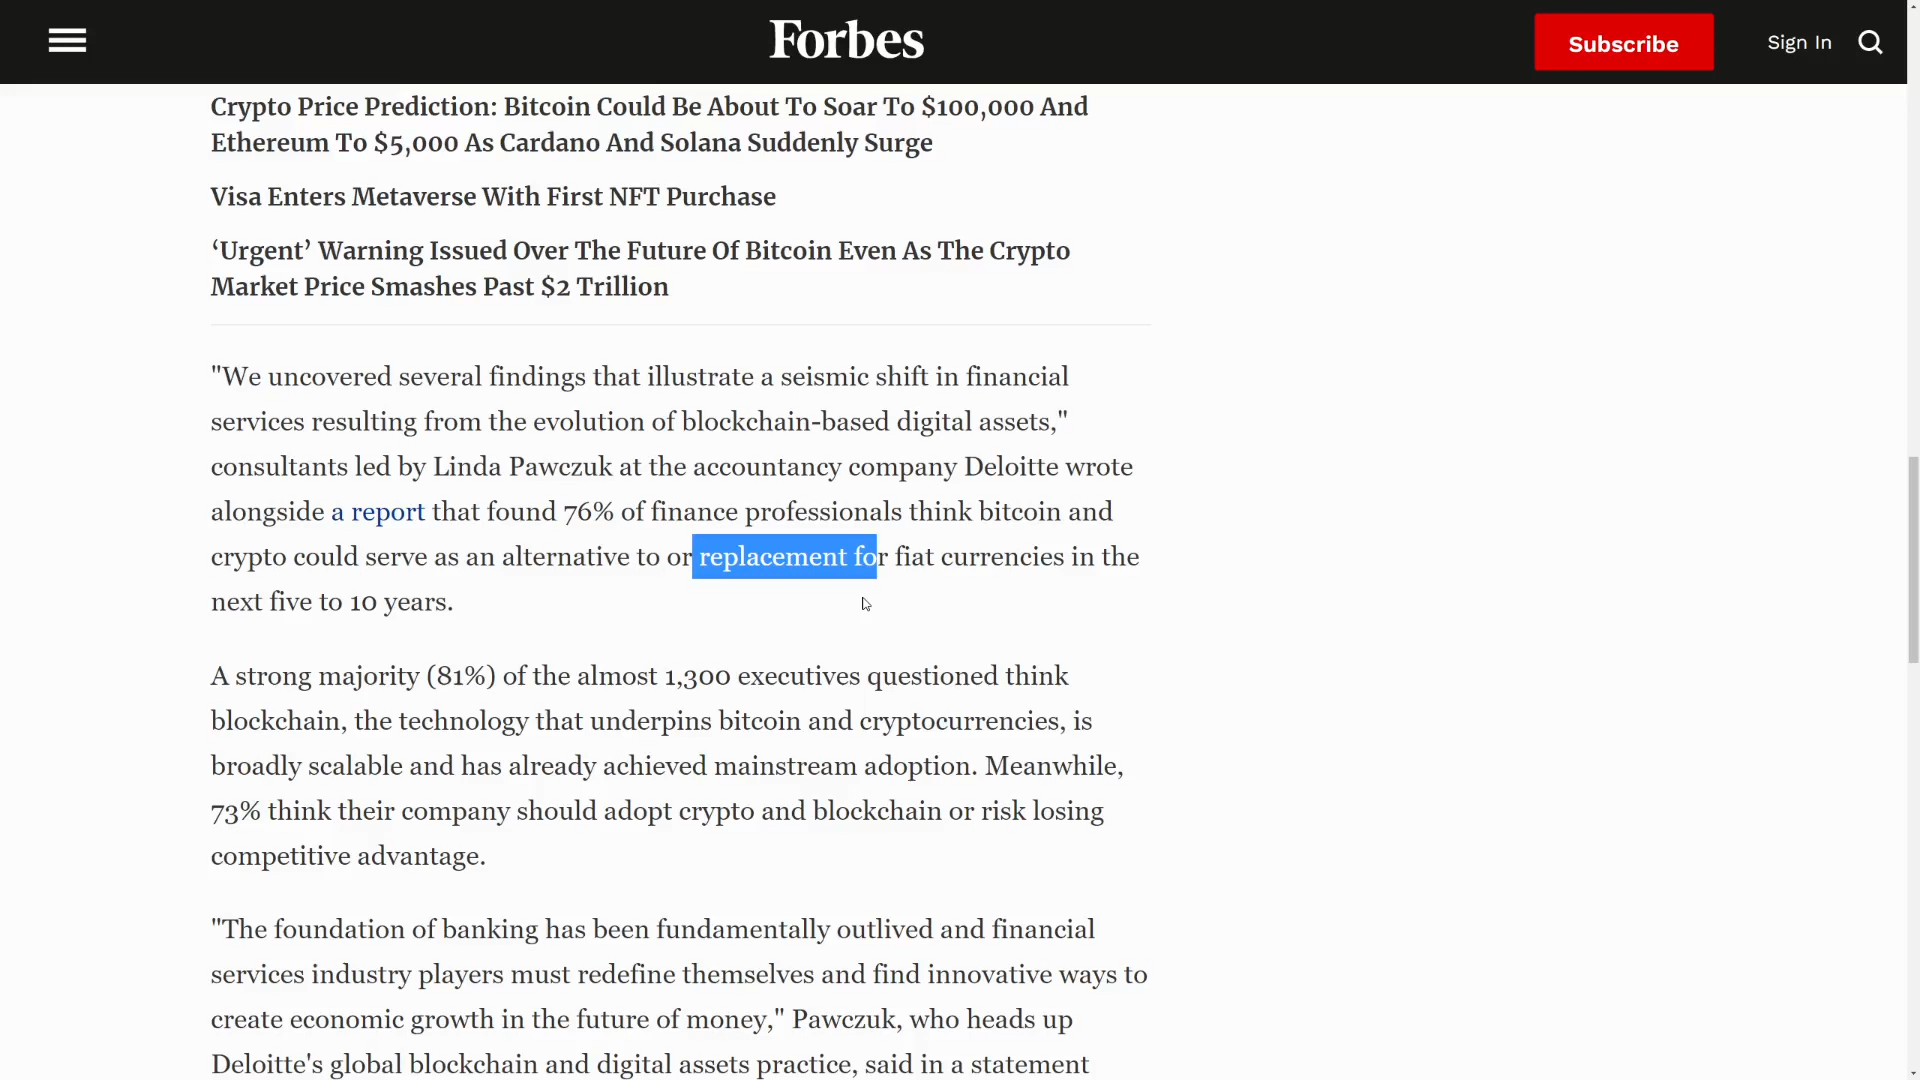 Forbes
Subscribe
Sign In
Crypto Price Prediction: Bitcoin Could Be About To Soar To $100,000 And
Ethereum To $5,000 As Cardano And Solana Suddenly Surge
Visa Enters Metaverse With First NFT Purchase
‘Urgent’ Warning Issued Over The Future Of Bitcoin Even As The Crypto
Market Price Smashes Past $2 Trillion
"We uncovered several findings that illustrate a seismic shift in financial
services resulting from the evolution of blockchain-based digital assets,"
consultants led by Linda Pawczuk at the accountancy company Deloitte wrote
alongside a report that found 76% of finance professionals think bitcoin and
crypto could serve as an alternative to or replacement for fiat currencies in the
next five to 10 years.
A strong majority (81%) of the almost 1,300 executives questioned think
blockchain, the technology that underpins bitcoin and cryptocurrencies, is
broadly scalable and has already achieved mainstream adoption. Meanwhile,
73% think their company should adopt crypto and blockchain or risk losing
competitive advantage.
"The foundation of banking has been fundamentally outlived and financial
services industry players must redefine themselves and find innovative ways to
create economic growth in the future of money," Pawczuk, who heads up
Deloitte's global blockchain and digital assets practice, said in a statement